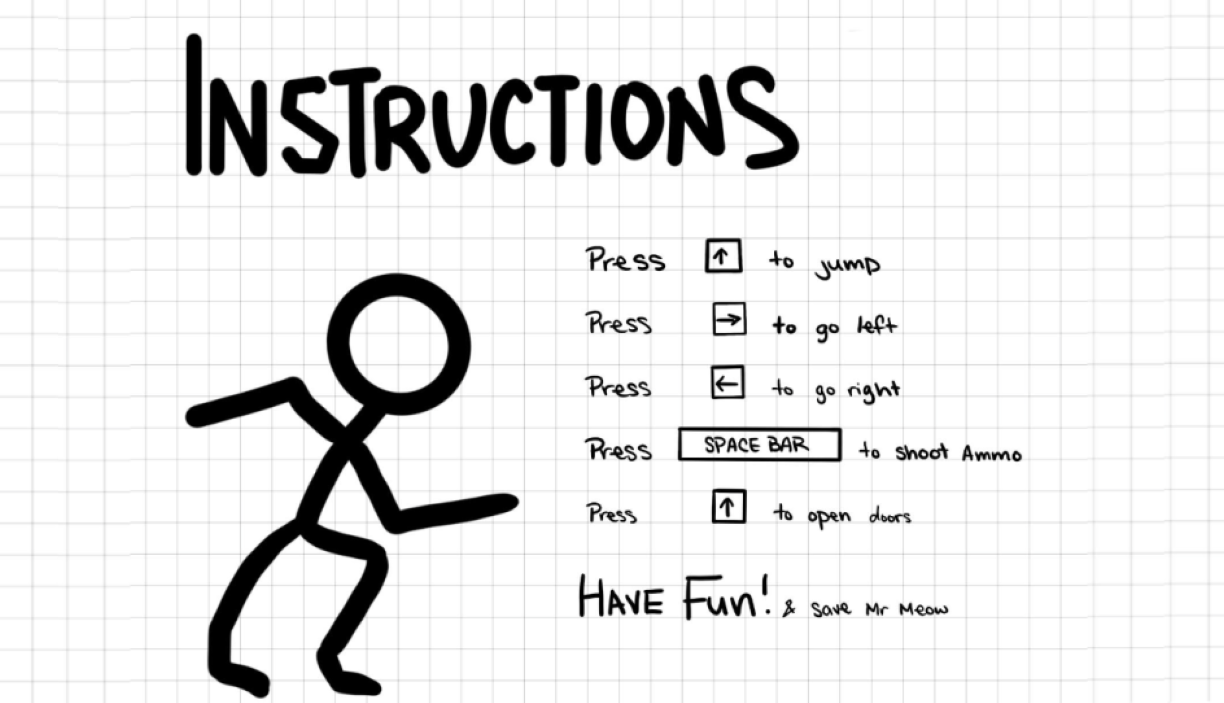 INSTRUCTIONS
Press ↑ to jump
Press → to go left
Press ← to go right
Press SPACE BAR to shoot Ammo
Press ↑ to open doors
HAVE Fun! & Save Mr Meow